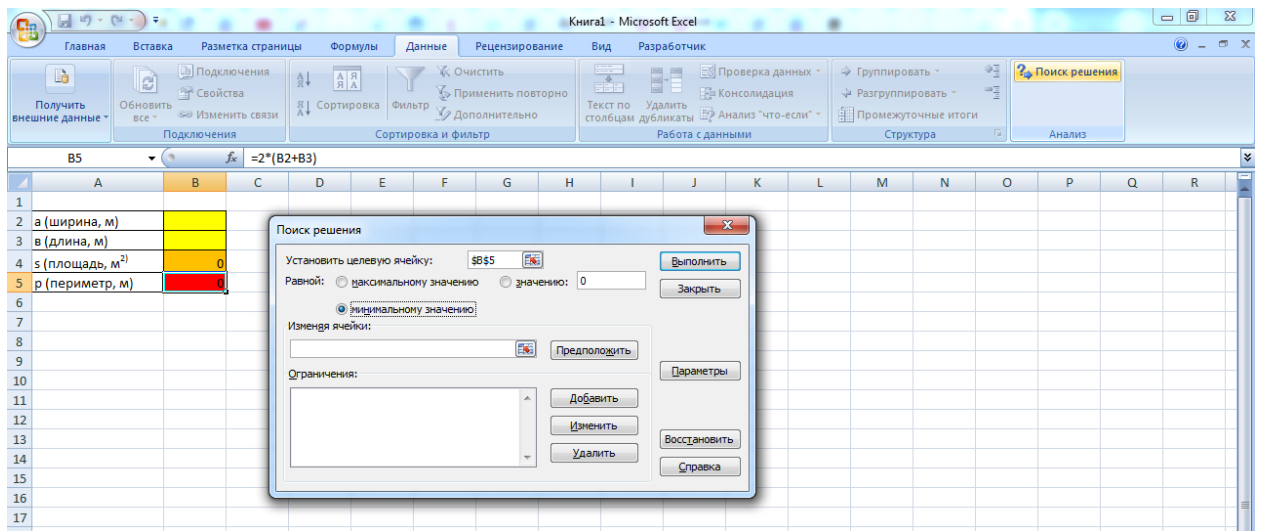 Книга1 - Microsoft Excel
Главная Вставка Разметка страницы Формулы Данные Рецензирование Вид Разработчик
Получить внешние данные
Обновить все
Подключения
Свойства
Изменить связи
Подключения
А Я
Я А
Сортировка
Фильтр
Очистить
Применить повторно
Дополнительно
Сортировка и фильтр
Текст по столбцам
Удалить дубликаты
Проверка данных
Консолидация
Анализ "что-если"
Работа с данными
Группировать
Разгруппировать
Промежуточные итоги
Структура
Поиск решения
Анализ
B5 fx =2*(B2+B3)
A B C D E F G H I J K L M N O P Q R
1
2 а (ширина, м)
3 в (длина, м)
4 s (площадь, м²⁾ 0
5 р (периметр, м) 0
6
7
8
9
10
11
12
13
14
15
16
17
Поиск решения
Установить целевую ячейку: $B$5 Выполнить
Равной: максимальному значению значению: 0 Закрыть
минимальному значению
Изменяя ячейки:
Предположить
Ограничения:
Параметры
Добавить
Изменить
Удалить
Восстановить
Справка